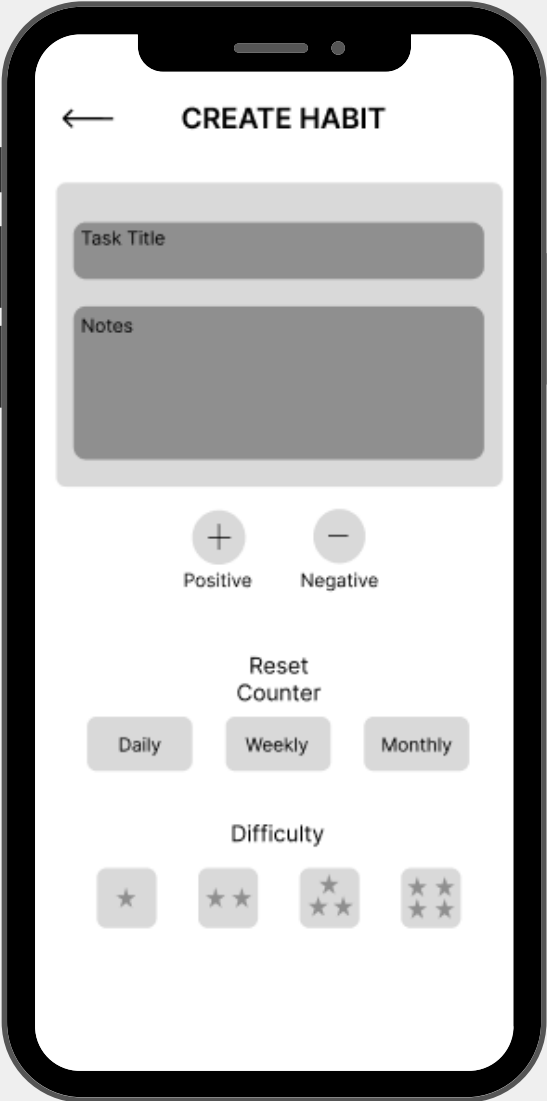 CREATE HABIT
Task Title
Notes
Positive
Negative
Reset
Counter
Daily
Weekly
Monthly
Difficulty